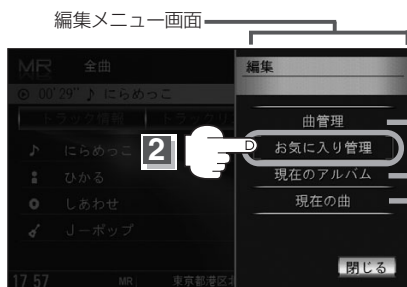 編集メニュー画面
MR 全曲
00'29" ♪ にらめっこ
トラック情報 トラックリ
にらめっこ
ひかる
しあわせ
Jーポップ
17:57 MR 東京都港区北
編集
曲管理
2
お気に入り管理
現在のアルバム
現在の曲
閉じる